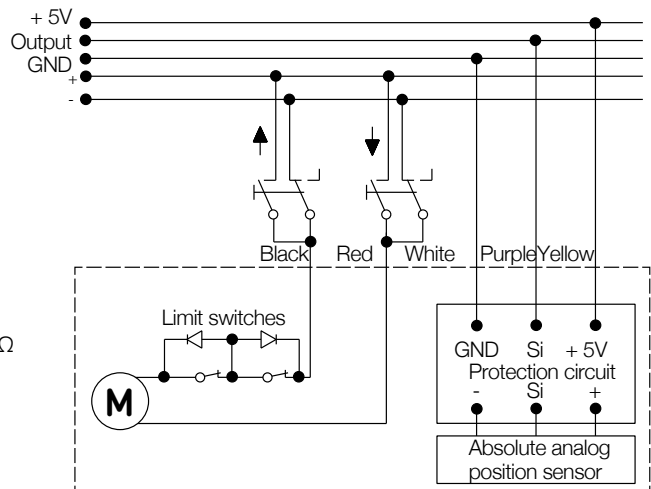 + 5V
Output
GND
+
-
Black Red White Purple Yellow
Limit switches
Ω
GND Si + 5V
Protection circuit
- Si +
M
Absolute analog
position sensor